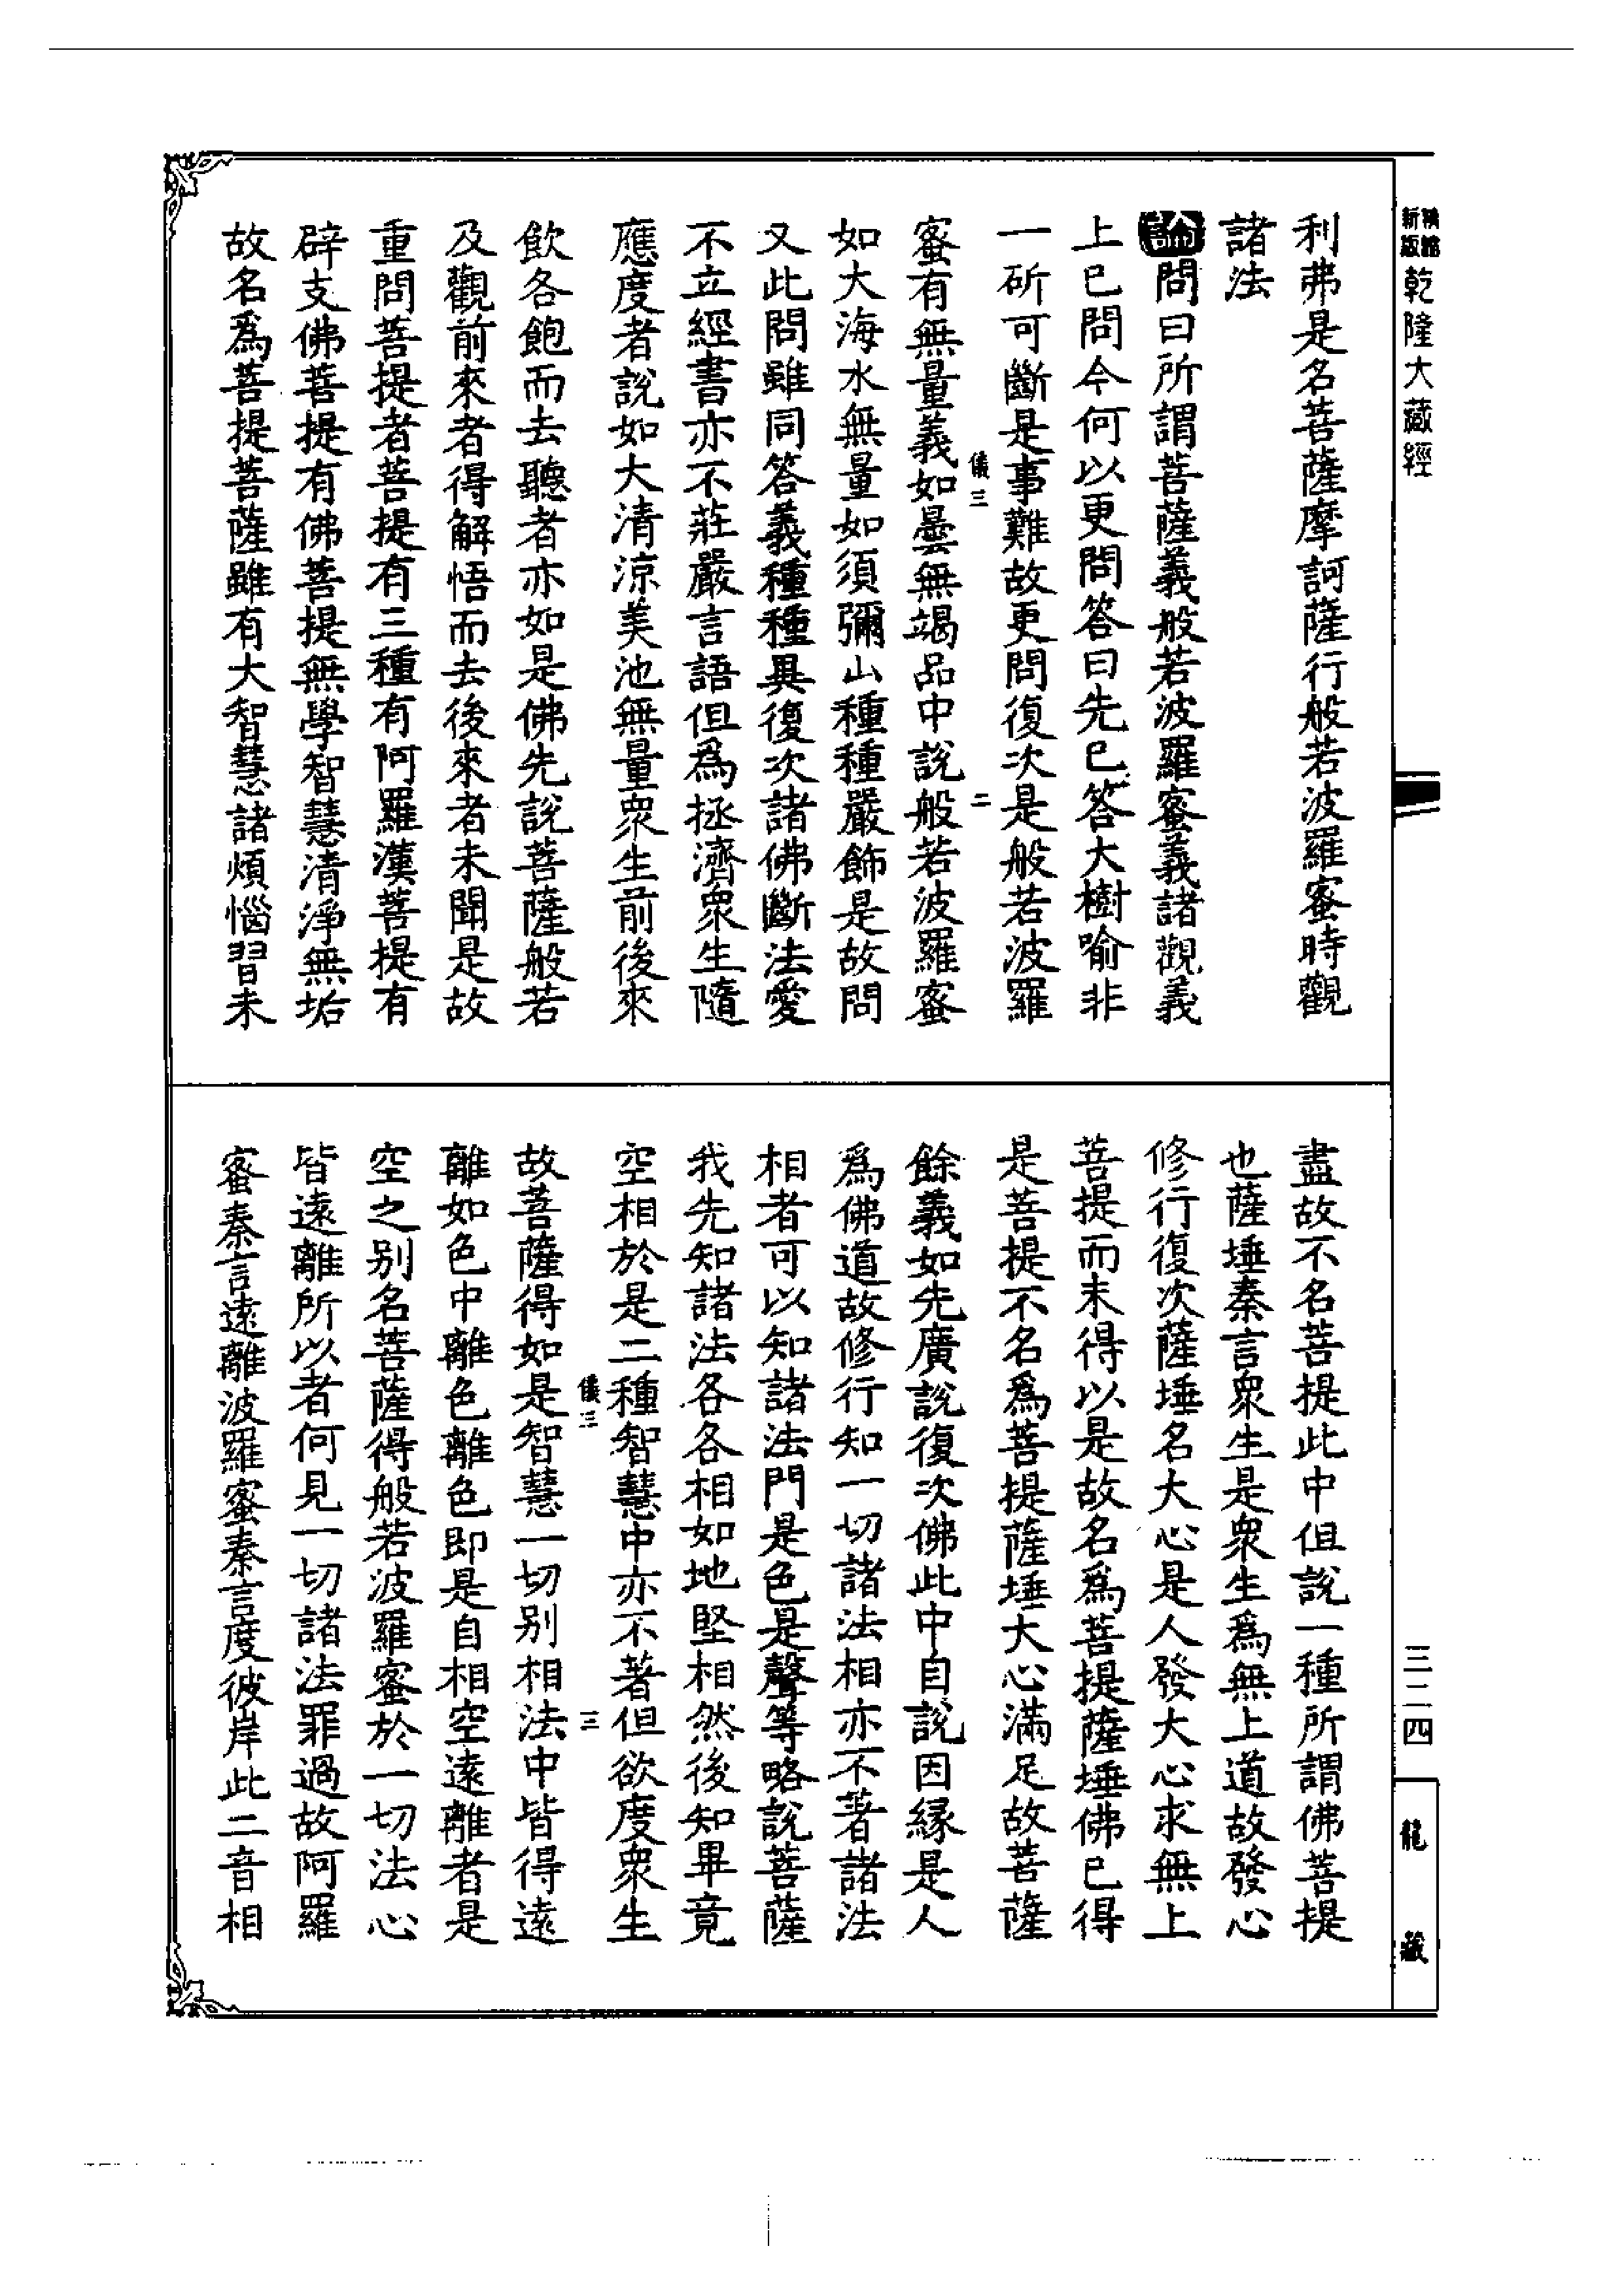 新版 精縮
乾隆大藏經
三二四
龍藏
利弗是名菩薩摩訶薩行般若波羅蜜時觀
諸法
論問曰所謂菩薩義般若波羅蜜義諸觀義
上已問今何以更問答曰先已答大樹喻非
一斫可斷是事難故更問復次是般若波羅
儀三
二
蜜有無量義如曇無竭品中說般若波羅蜜
如大海水無量如須彌山種種嚴飾是故問
又此問雖同答義種種異復次諸佛斷法愛
不立經書亦不莊嚴言語但為拯濟衆生隨
應度者說如大清涼美池無量衆生前後來
飲各飽而去聽者亦如是佛先說菩薩般若
及觀前來者得解悟而去後來者未聞是故
重問菩提者菩提有三種有阿羅漢菩提有
辟支佛菩提有佛菩提無學智慧清淨無垢
故名為菩提菩薩雖有大智慧諸煩惱習未
盡故不名菩提此中但說一種所謂佛菩提
也薩埵秦言衆生是衆生為無上道故發心
修行復次薩埵名大心是人發大心求無上
菩提而未得以是故名為菩提薩埵佛已得
是菩提不名為菩提薩埵大心滿足故菩薩
餘義如先廣說復次佛此中自說因緣是人
為佛道故修行知一切諸法相亦不著諸法
相者可以知諸法門是色是聲等略說菩薩
我先知諸法各各相如地堅相然後知畢竟
空相於是二種智慧中亦不著但欲度衆生
儀三
三
故菩薩得如是智慧一切別相法中皆得遠
離如色中離色離色即是自相空遠離者是
空之別名菩薩得般若波羅蜜於一切法心
皆遠離所以者何見一切諸法罪過故阿羅
蜜秦言遠離波羅蜜秦言度彼岸此二音相